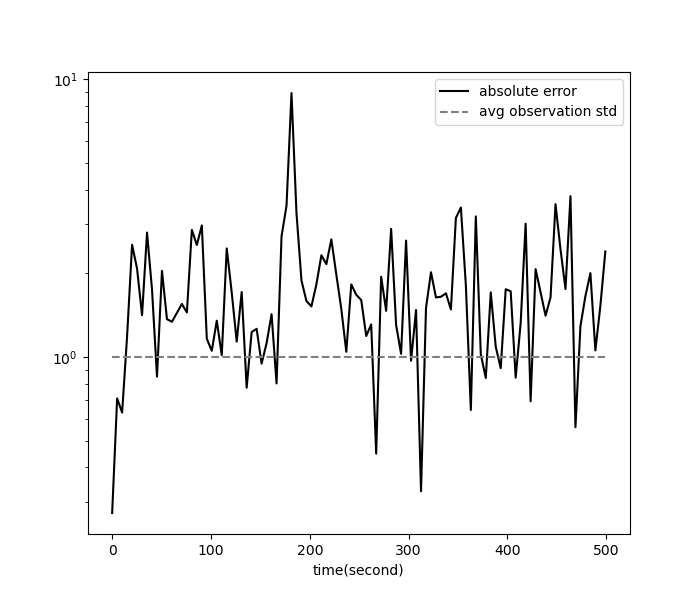 10¹
10⁰
absolute error
avg observation std
0 100 200 300 400 500
time(second)